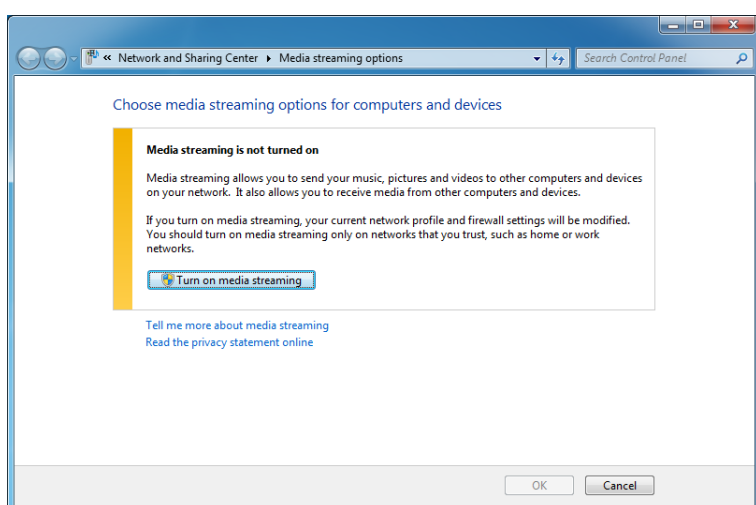 « Network and Sharing Center ▸ Media streaming options
Search Control Panel
Choose media streaming options for computers and devices
Media streaming is not turned on
Media streaming allows you to send your music, pictures and videos to other computers and devices
on your network. It also allows you to receive media from other computers and devices.
If you turn on media streaming, your current network profile and firewall settings will be modified.
You should turn on media streaming only on networks that you trust, such as home or work
networks.
Turn on media streaming
Tell me more about media streaming
Read the privacy statement online
OK
Cancel